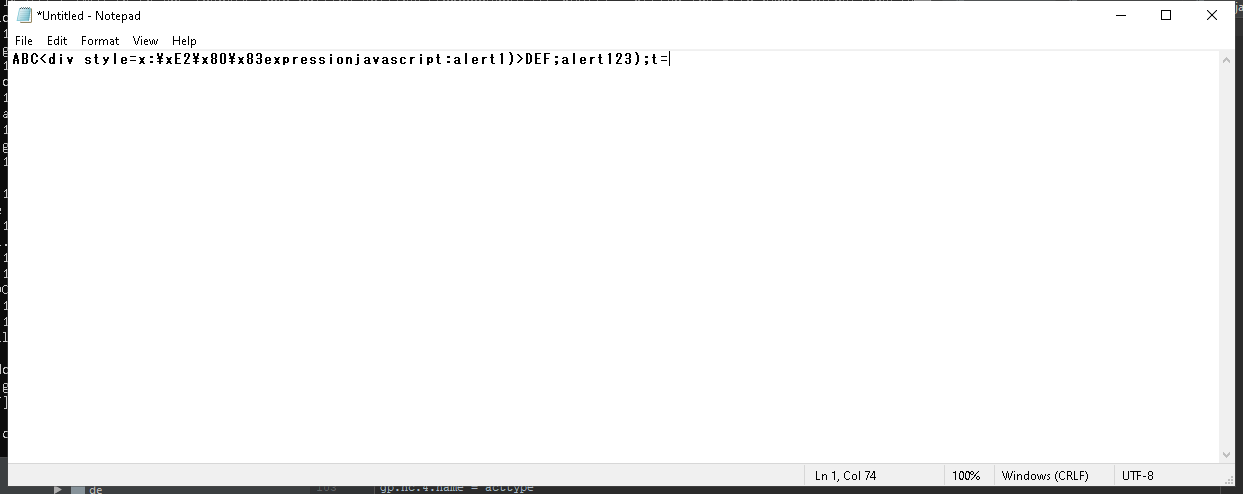 *Untitled - Notepad
File Edit Format View Help
ABC<div style=x:¥xE2¥x80¥x83expressionjavascript:alert1)>DEF;alert123);t=
Ln 1, Col 74 100% Windows (CRLF) UTF-8
de
gp.nc.4.name = acttype